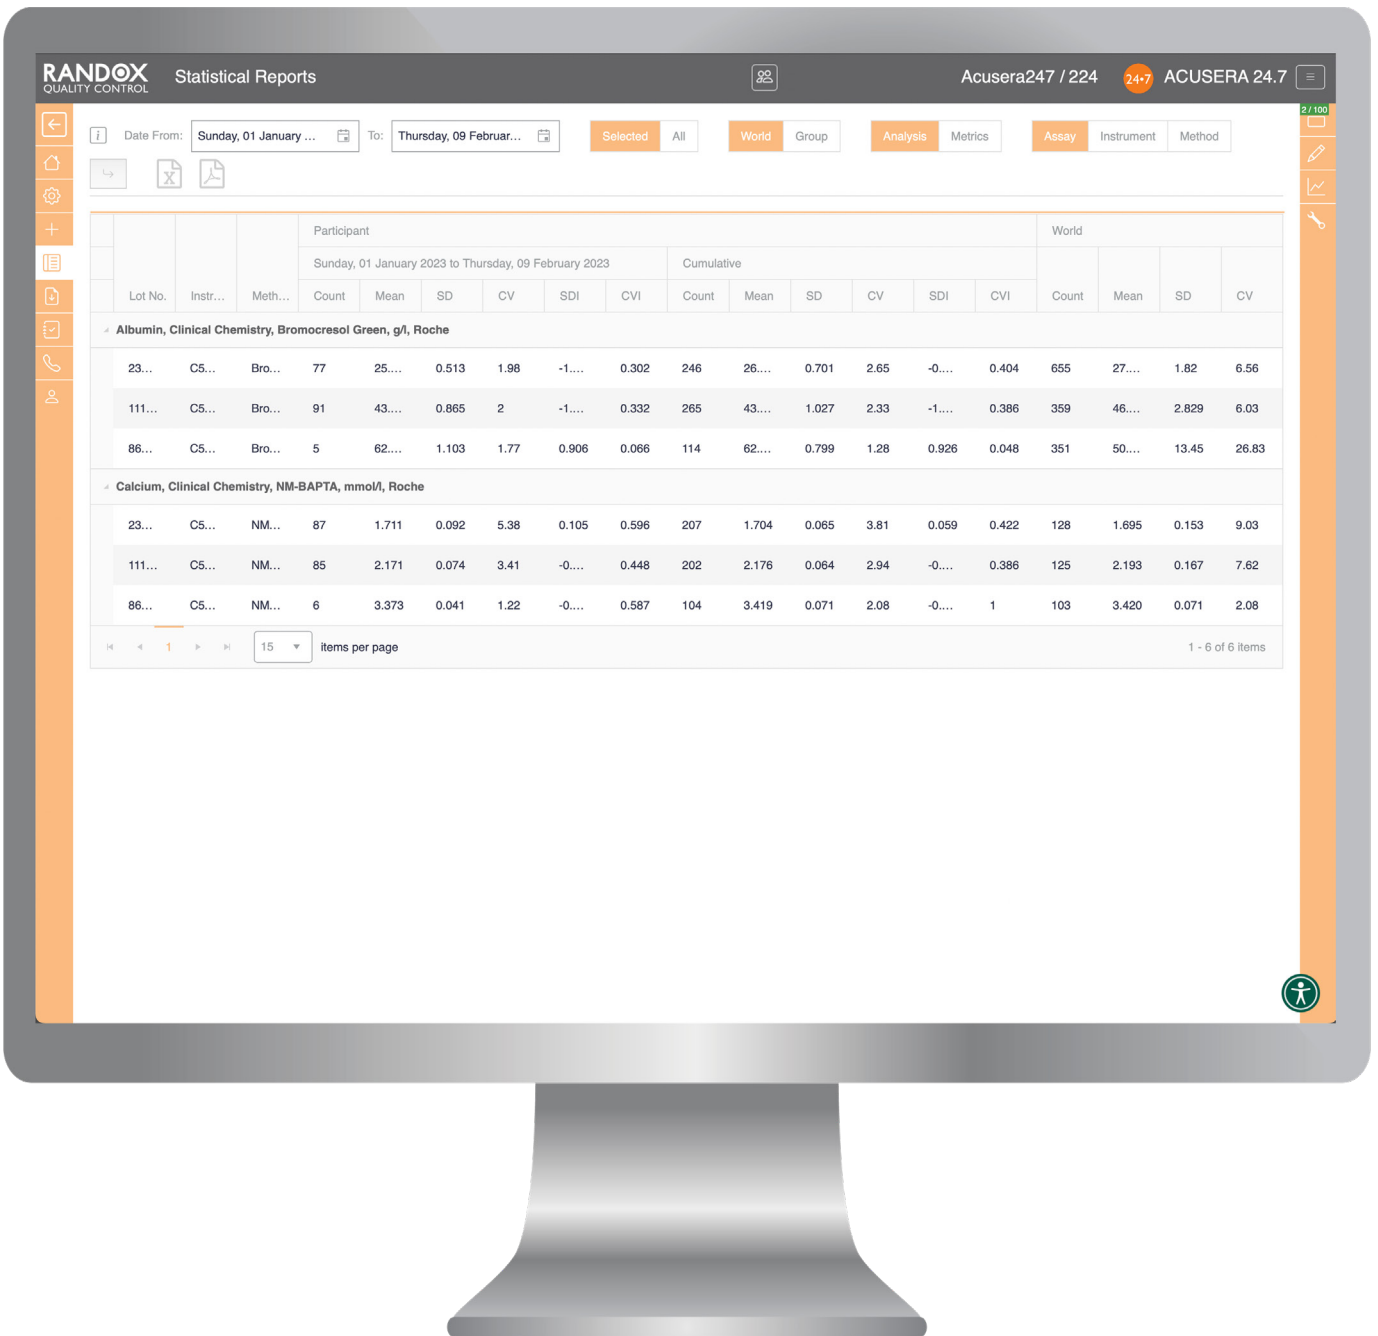 RANDOX
QUALITY CONTROL
Statistical Reports
Acusera247 / 224
24•7
ACUSERA 24.7
2 / 100
i
Date From:
Sunday, 01 January ...
To:
Thursday, 09 Februar...
Selected All
World Group
Analysis Metrics
Assay Instrument Method
X
Participant World
Sunday, 01 January 2023 to Thursday, 09 February 2023 Cumulative
Lot No. Instr... Meth... Count Mean SD CV SDI CVI Count Mean SD CV SDI CVI Count Mean SD CV
Albumin, Clinical Chemistry, Bromocresol Green, g/l, Roche
23... C5... Bro... 77 25.... 0.513 1.98 -1.... 0.302 246 26.... 0.701 2.65 -0.... 0.404 655 27.... 1.82 6.56
111... C5... Bro... 91 43.... 0.865 2 -1.... 0.332 265 43.... 1.027 2.33 -1.... 0.386 359 46.... 2.829 6.03
86... C5... Bro... 5 62.... 1.103 1.77 0.906 0.066 114 62.... 0.799 1.28 0.926 0.048 351 50.... 13.45 26.83
Calcium, Clinical Chemistry, NM-BAPTA, mmol/l, Roche
23... C5... NM... 87 1.711 0.092 5.38 0.105 0.596 207 1.704 0.065 3.81 0.059 0.422 128 1.695 0.153 9.03
111... C5... NM... 85 2.171 0.074 3.41 -0.... 0.448 202 2.176 0.064 2.94 -0.... 0.386 125 2.193 0.167 7.62
86... C5... NM... 6 3.373 0.041 1.22 -0.... 0.587 104 3.419 0.071 2.08 -0.... 1 103 3.420 0.071 2.08
1 15 items per page 1 - 6 of 6 items